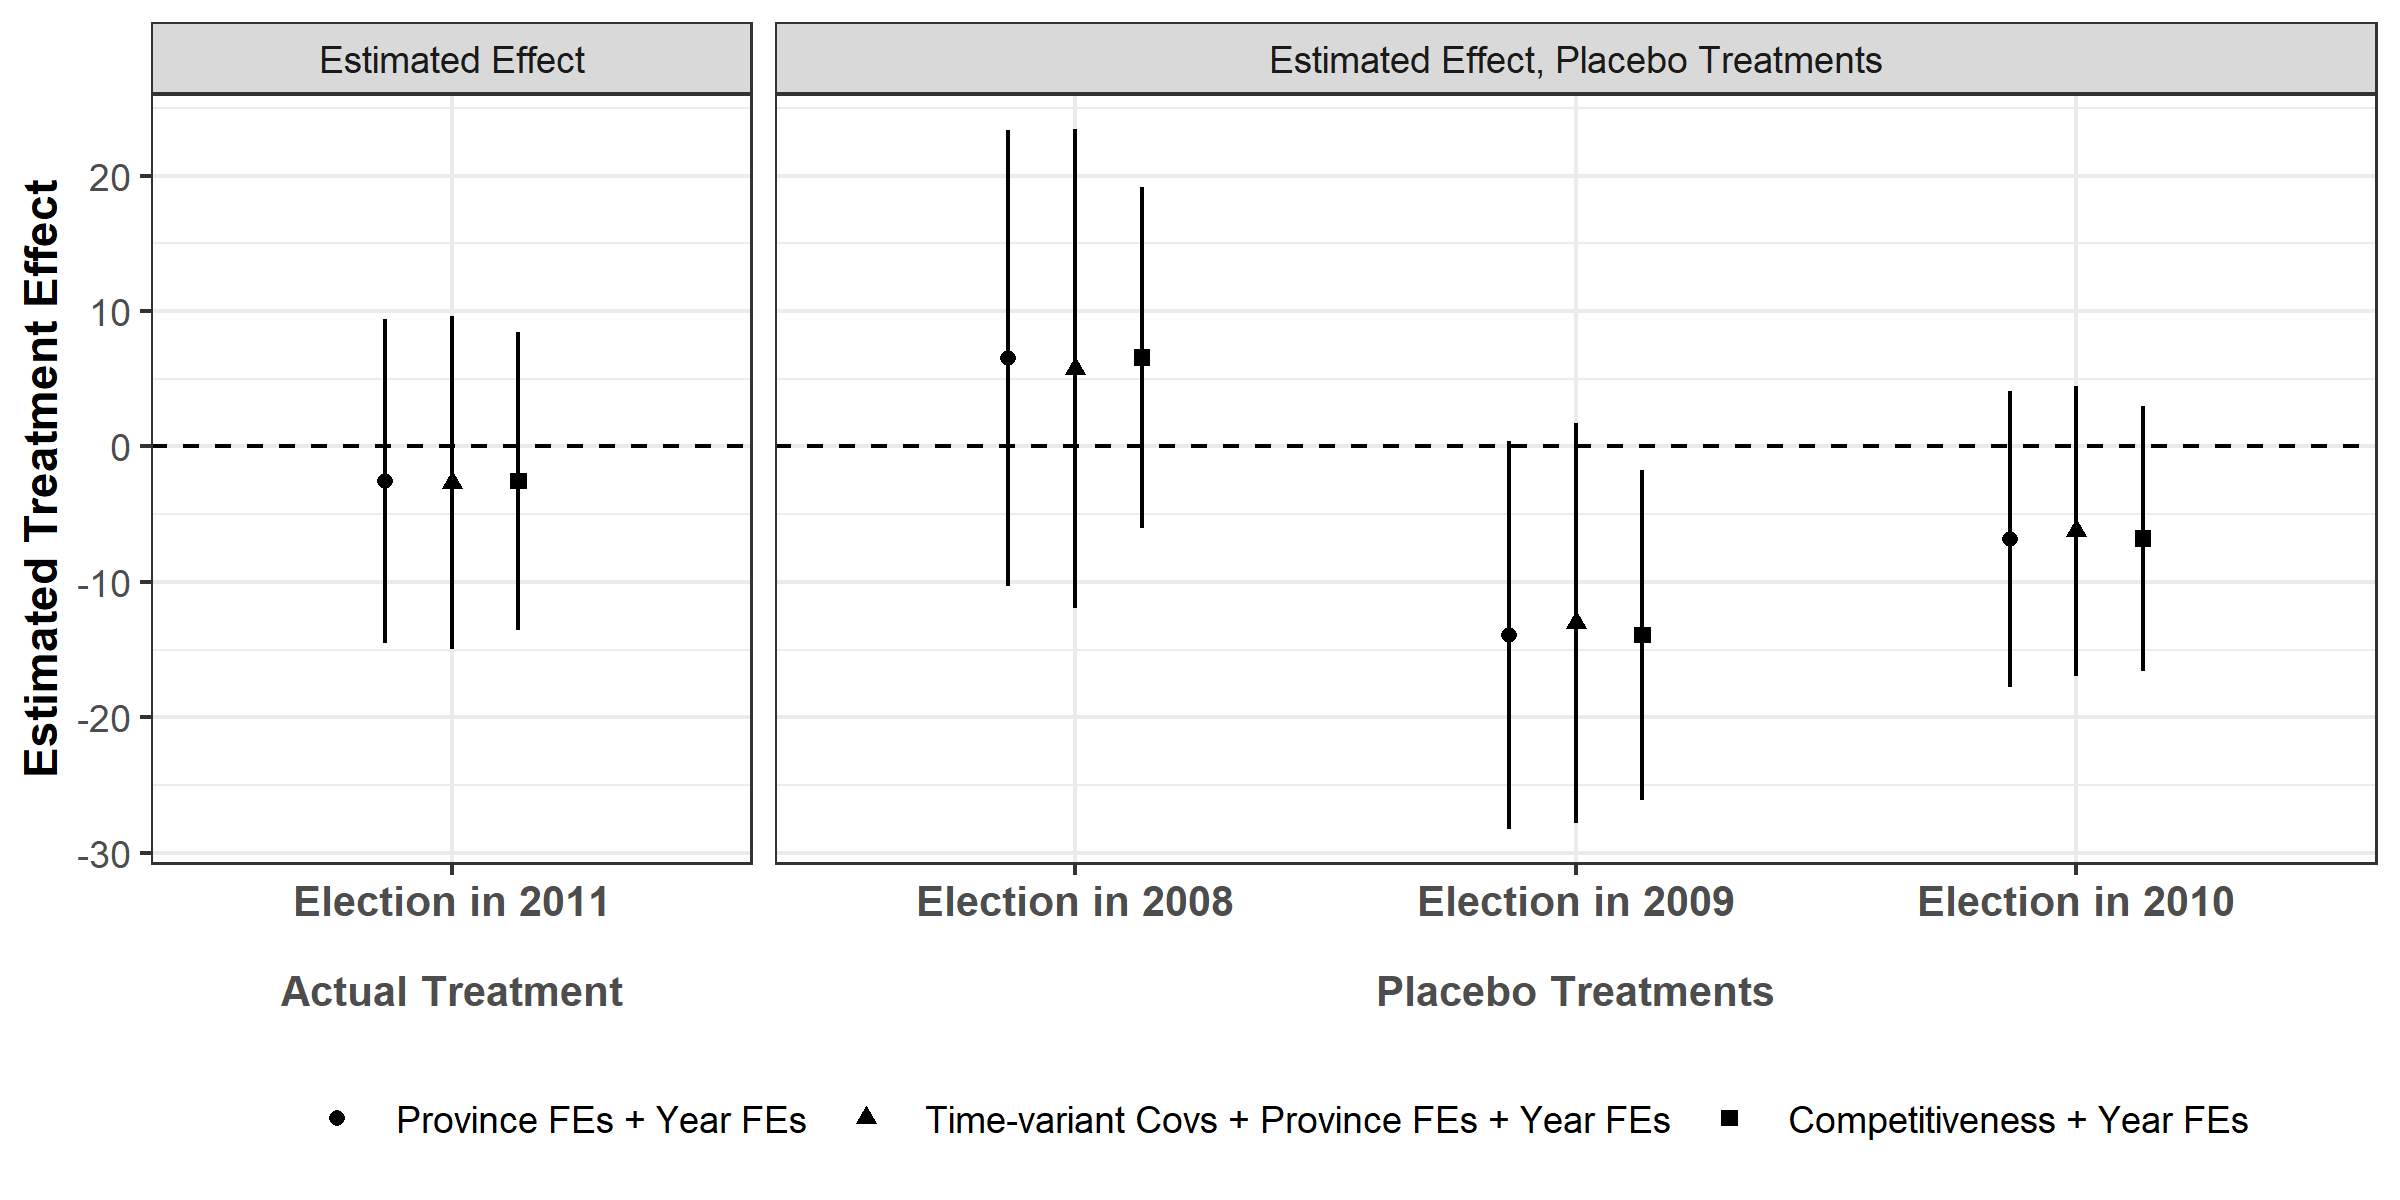 Estimated Effect
Estimated Effect, Placebo Treatments
Estimated Treatment Effect
20
10
0
-10
-20
-30
Election in 2011
Election in 2008
Election in 2009
Election in 2010
Actual Treatment
Placebo Treatments
Province FEs + Year FEs
Time-variant Covs + Province FEs + Year FEs
Competitiveness + Year FEs